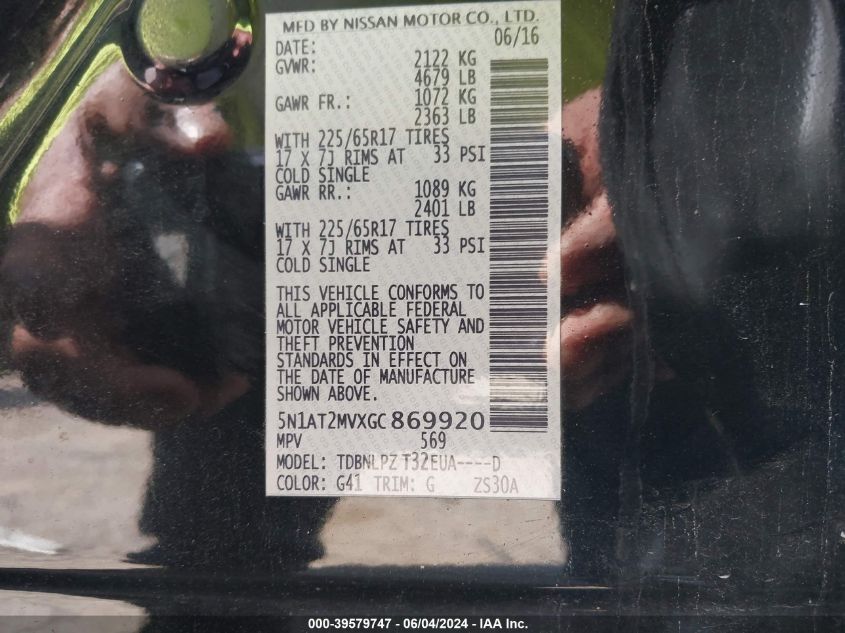 MFD BY NISSAN MOTOR CO., LTD.
DATE: 06/16
GVWR: 2122 KG
4679 LB
GAWR FR.: 1072 KG
2363 LB
WITH 225/65R17 TIRES
17 X 7J RIMS AT 33 PSI
COLD SINGLE
GAWR RR.: 1089 KG
2401 LB
WITH 225/65R17 TIRES
17 X 7J RIMS AT 33 PSI
COLD SINGLE
THIS VEHICLE CONFORMS TO
ALL APPLICABLE FEDERAL
MOTOR VEHICLE SAFETY AND
THEFT PREVENTION
STANDARDS IN EFFECT ON
THE DATE OF MANUFACTURE
SHOWN ABOVE.
5N1AT2MVXGC869920
MPV 569
MODEL: TDBNLPZ T32EUA----D
COLOR: G41 TRIM: G ZS30A
000-39579747 - 06/04/2024 - IAA Inc.